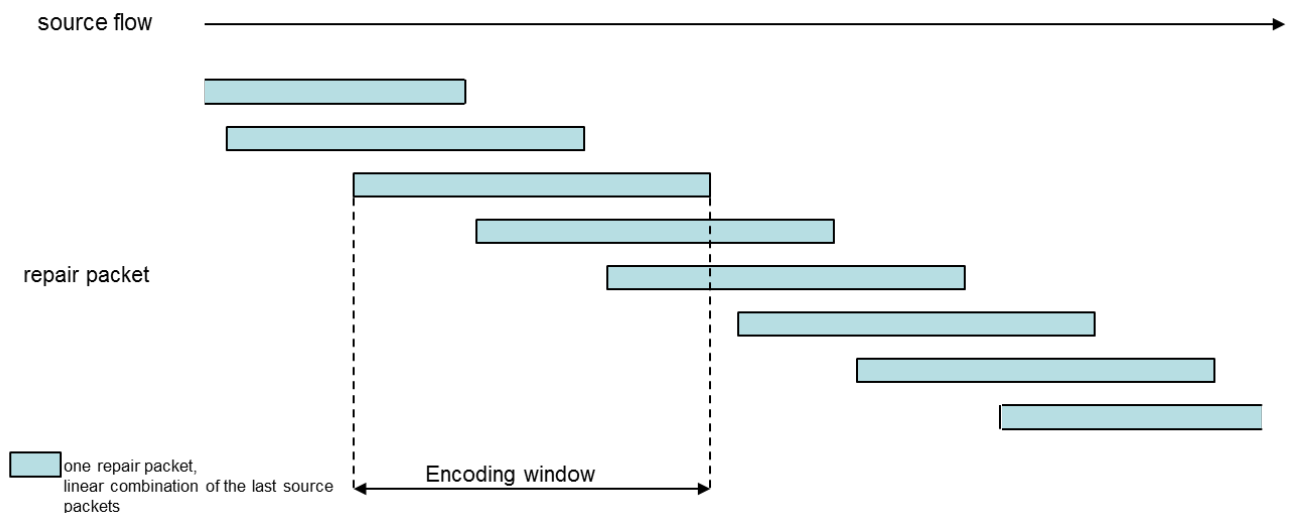 source flow
repair packet
Encoding window
one repair packet,
linear combination of the last source
packets